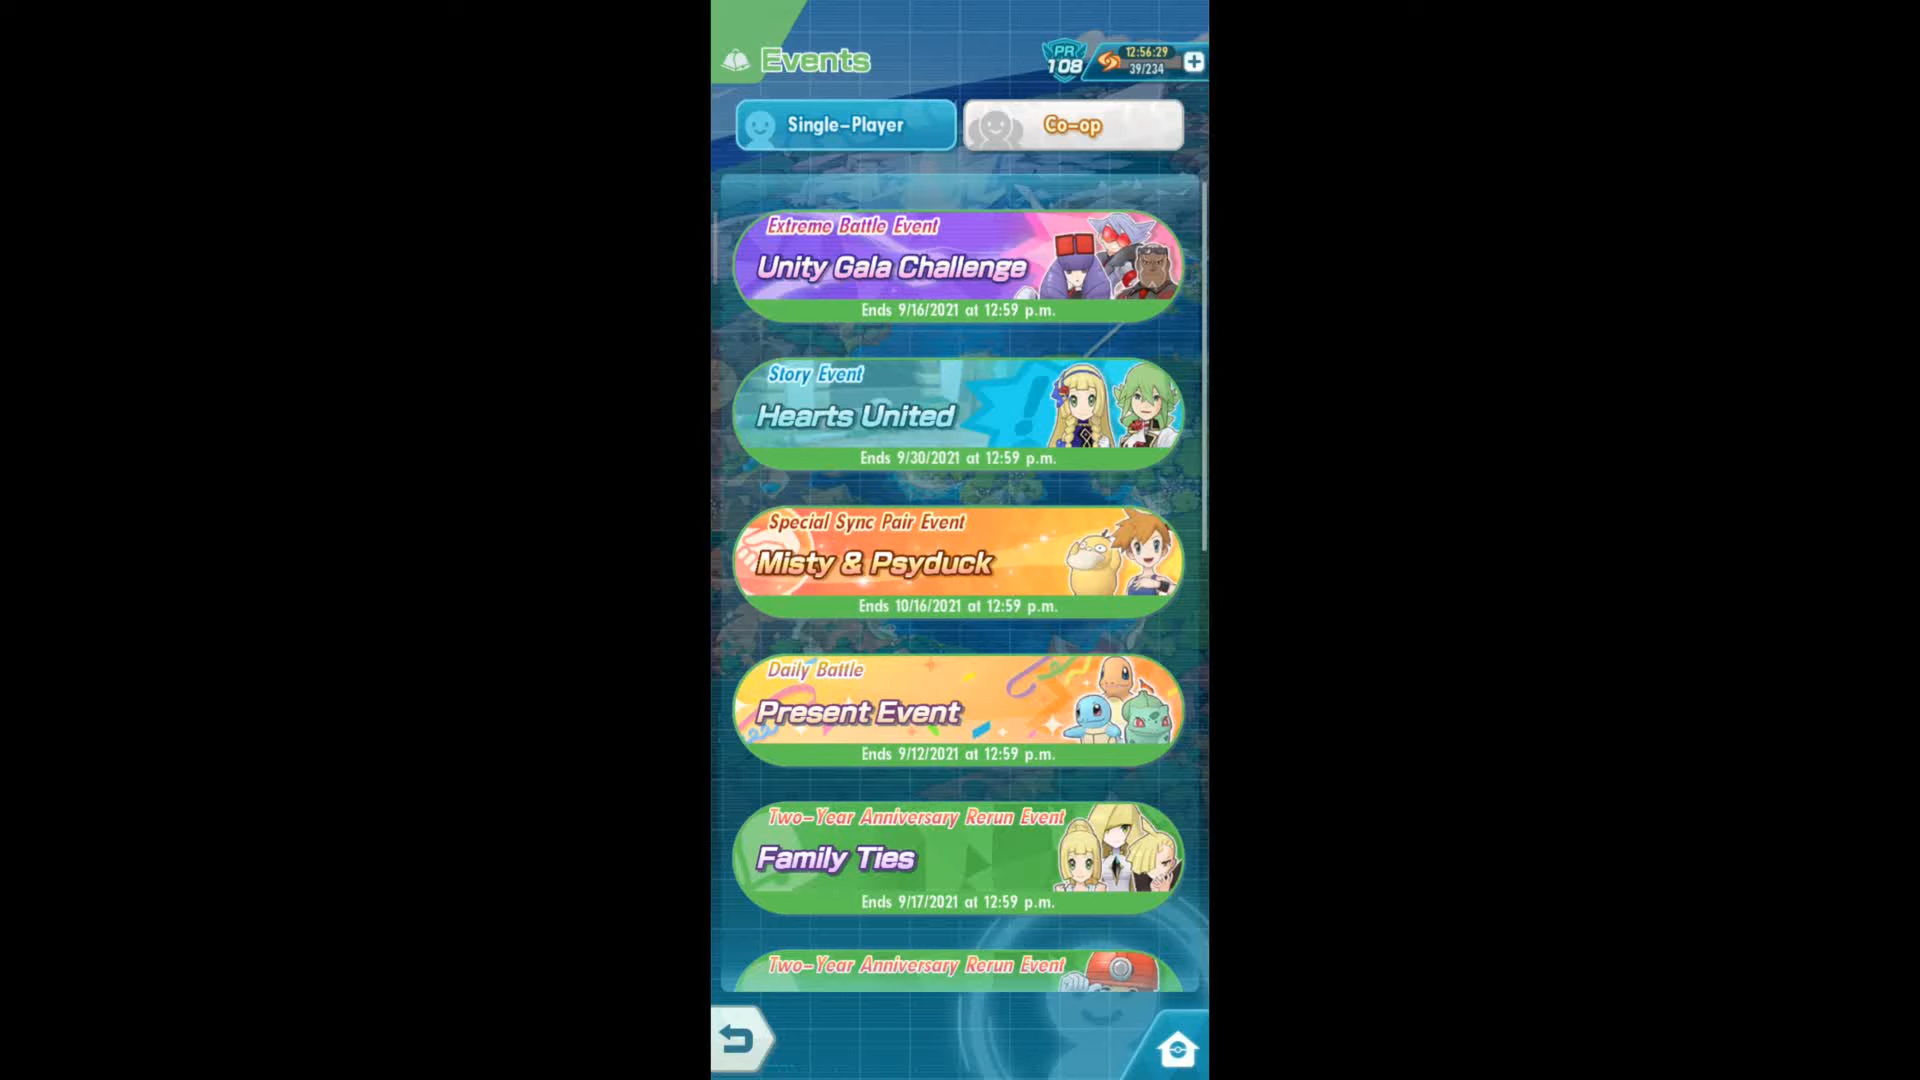 Events
PR
108
12:56:29
39/234
Single-Player
Co-op
Extreme Battle Event
Unity Gala Challenge
Ends 9/16/2021 at 12:59 p.m.
Story Event
Hearts United
Ends 9/30/2021 at 12:59 p.m.
Special Sync Pair Event
Misty & Psyduck
Ends 10/16/2021 at 12:59 p.m.
Daily Battle
Present Event
Ends 9/12/2021 at 12:59 p.m.
Two-Year Anniversary Rerun Event
Family Ties
Ends 9/17/2021 at 12:59 p.m.
Two-Year Anniversary Rerun Event